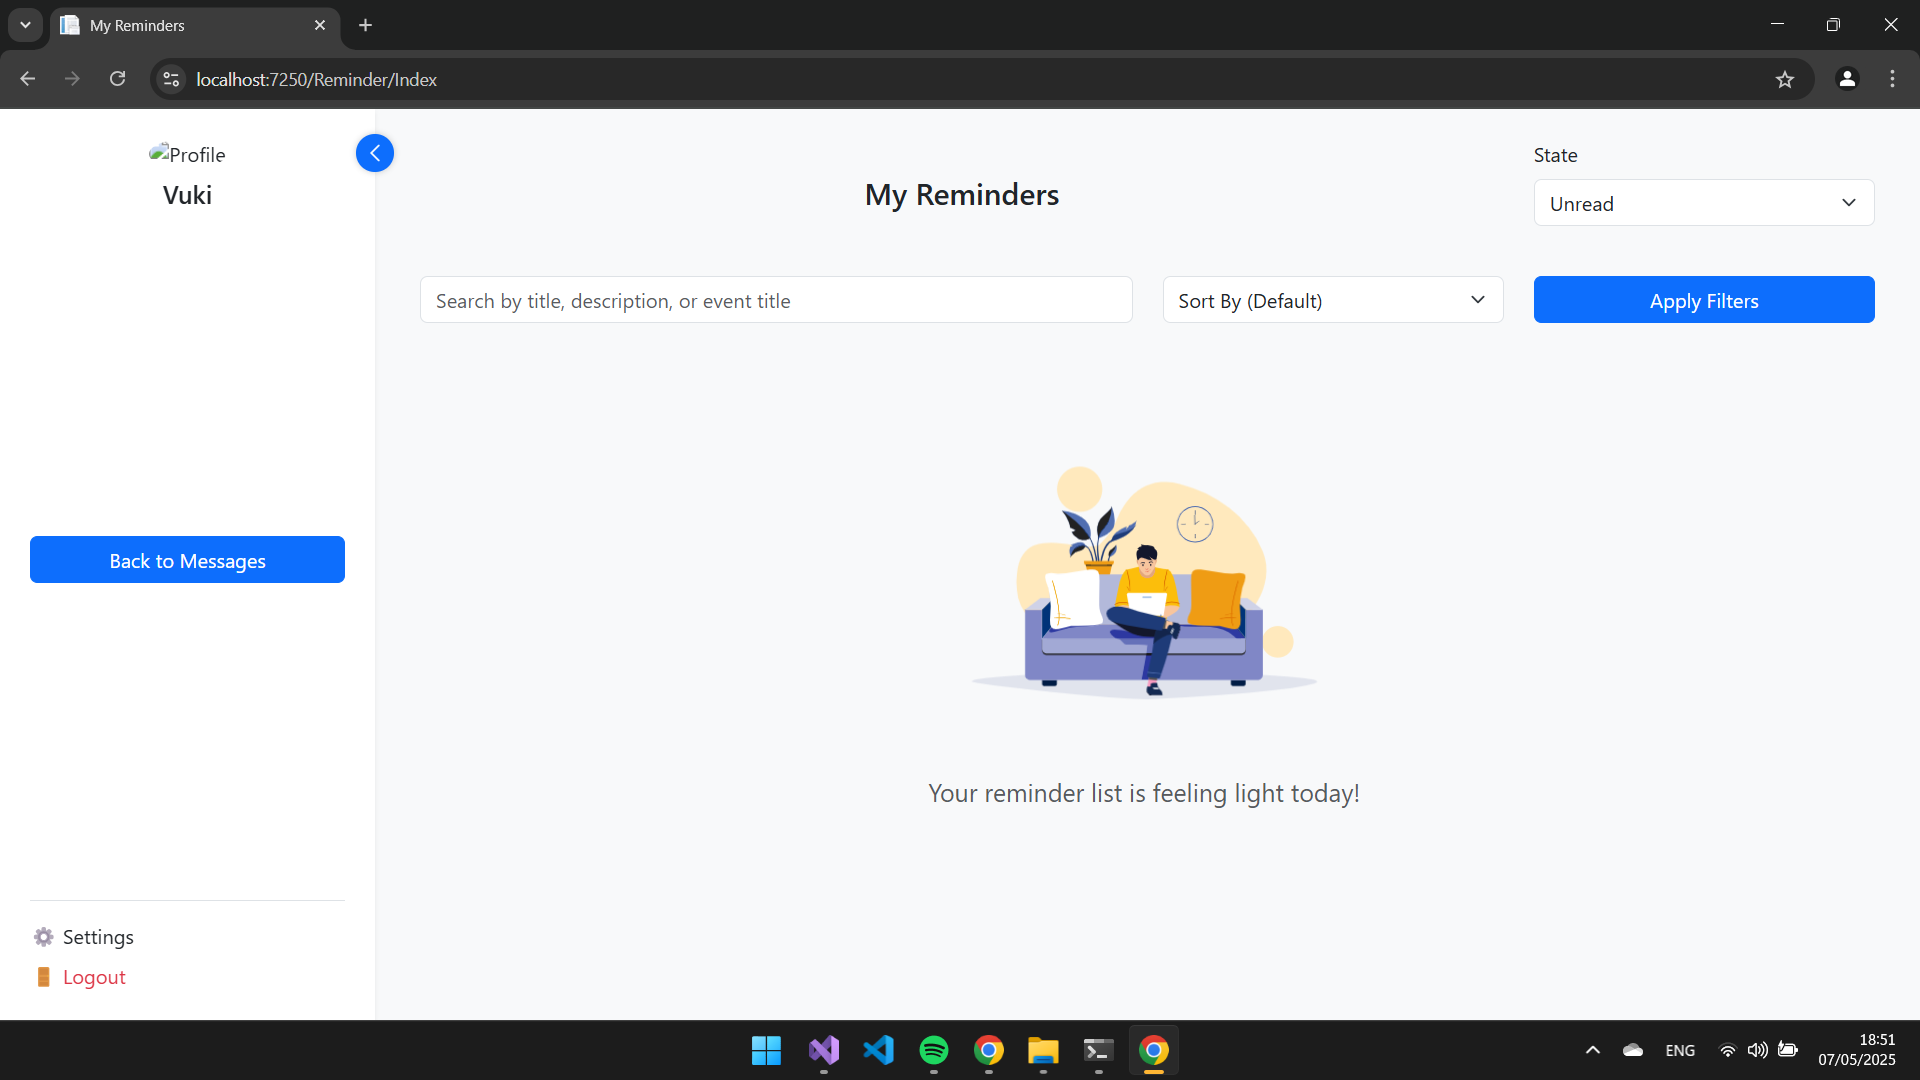 My Reminders
localhost:7250/Reminder/Index
Profile
Vuki
Back to Messages
Settings
Logout
My Reminders
State
Unread
Search by title, description, or event title
Sort By (Default)
Apply Filters
Your reminder list is feeling light today!
ENG
18:51
07/05/2025